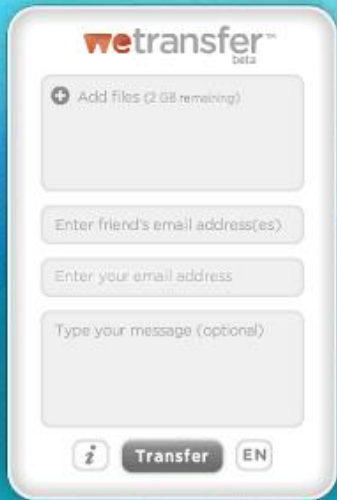 wetransfer™
beta
Add files (2 GB remaining)
Enter friend's email address(es)
Enter your email address
Type your message (optional)
i Transfer EN